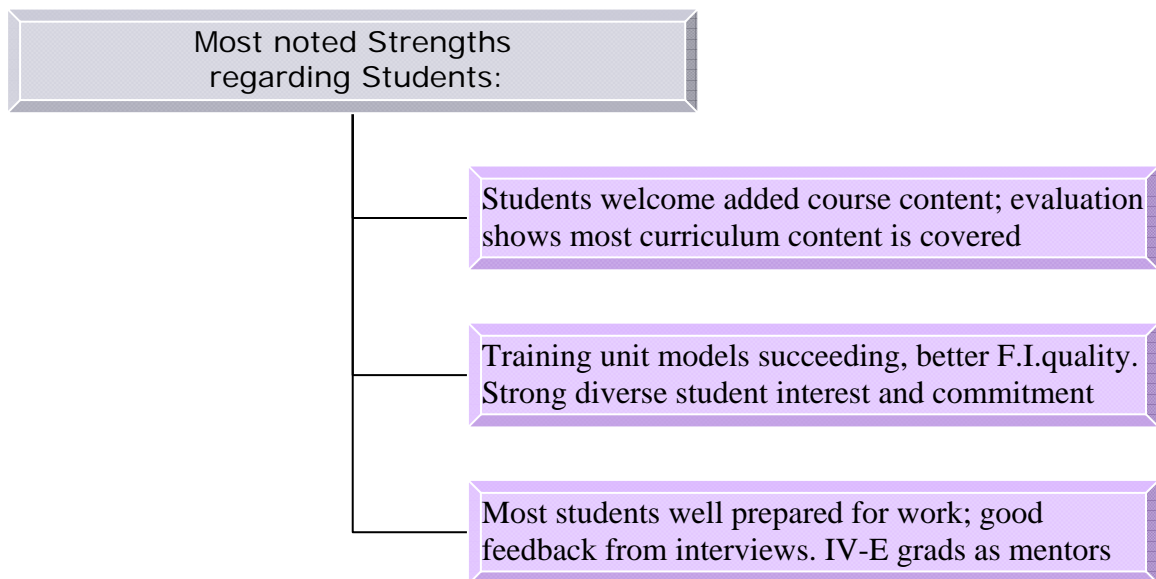 Most noted Strengths
regarding Students:
Students welcome added course content; evaluation
shows most curriculum content is covered
Training unit models succeeding, better F.I.quality.
Strong diverse student interest and commitment
Most students well prepared for work; good
feedback from interviews. IV-E grads as mentors